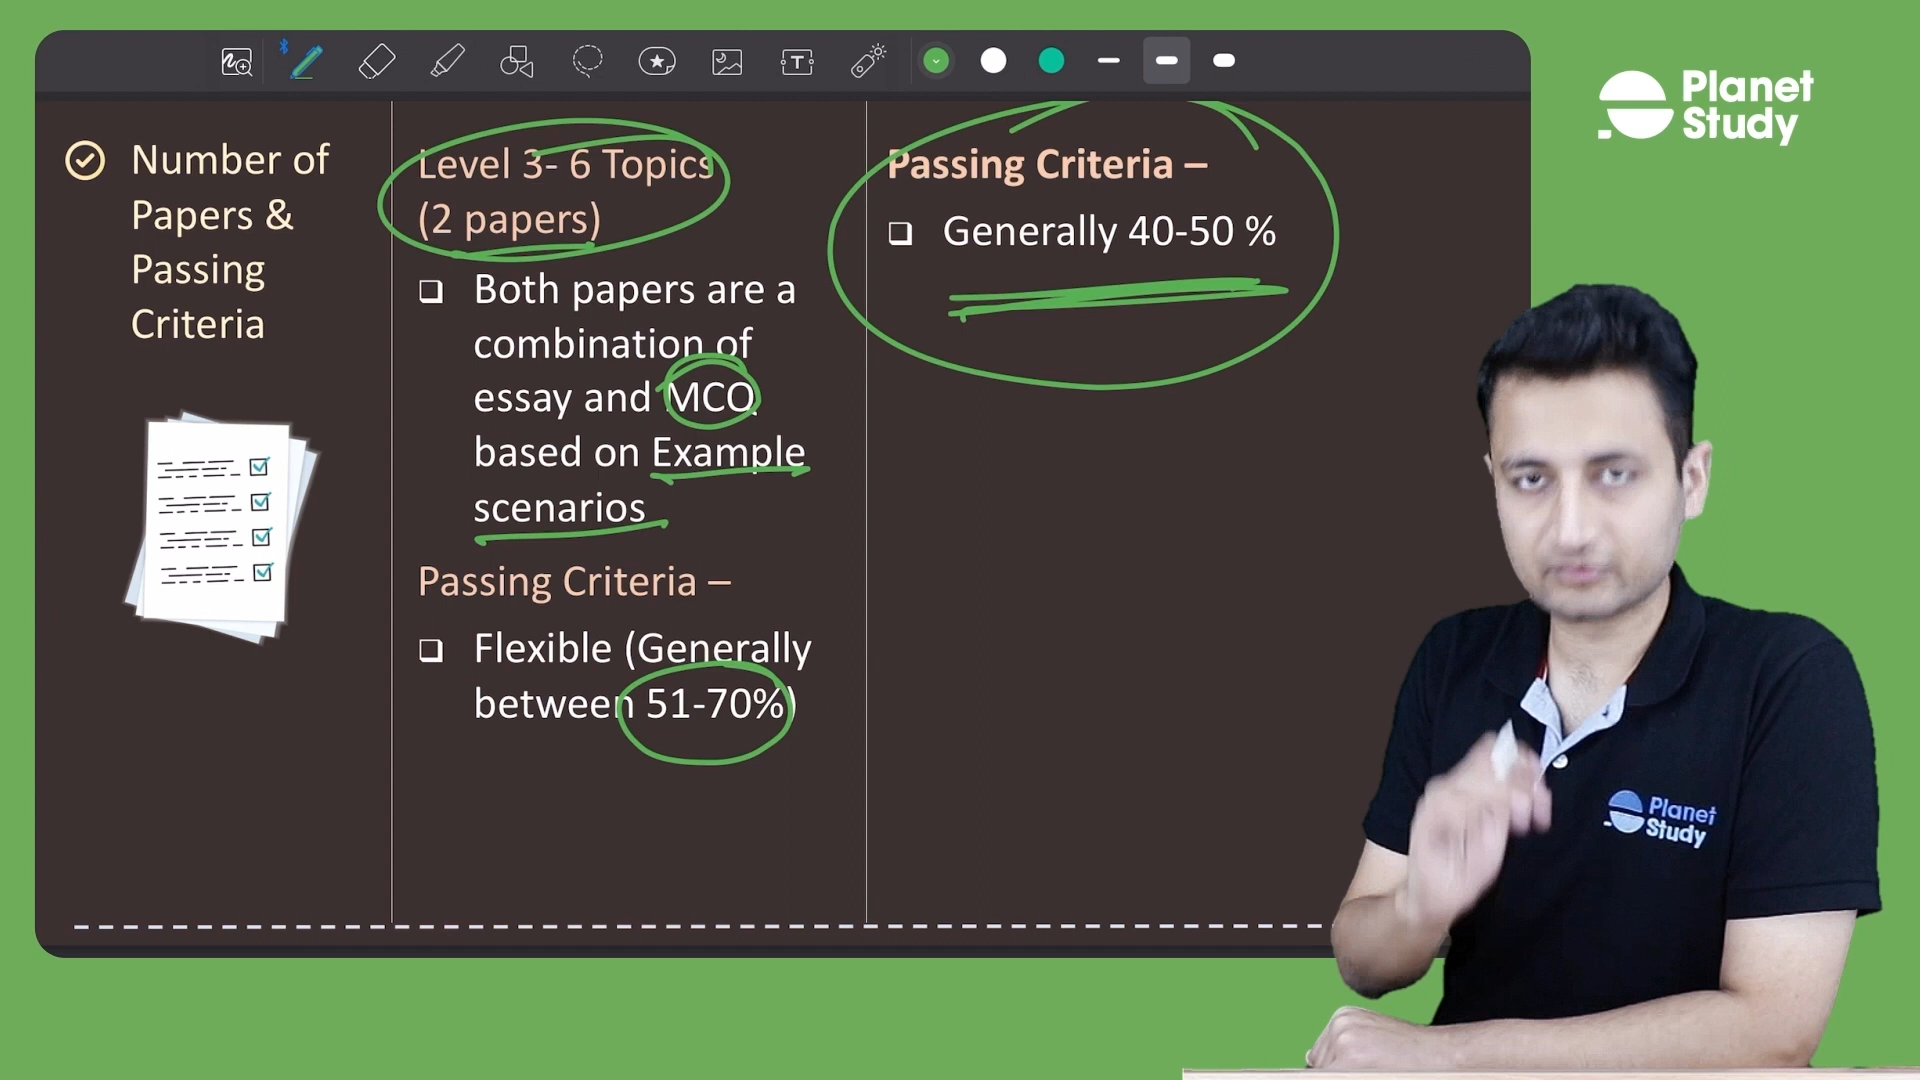 Number of
Papers &
Passing
Criteria
Level 3- 6 Topics
(2 papers)
❑ Both papers are a
combination of
essay and MCQ
based on Example
scenarios
Passing Criteria –
❑ Flexible (Generally
between 51-70%)
Passing Criteria –
❑ Generally 40-50 %
Planet
Study
Planet
Study